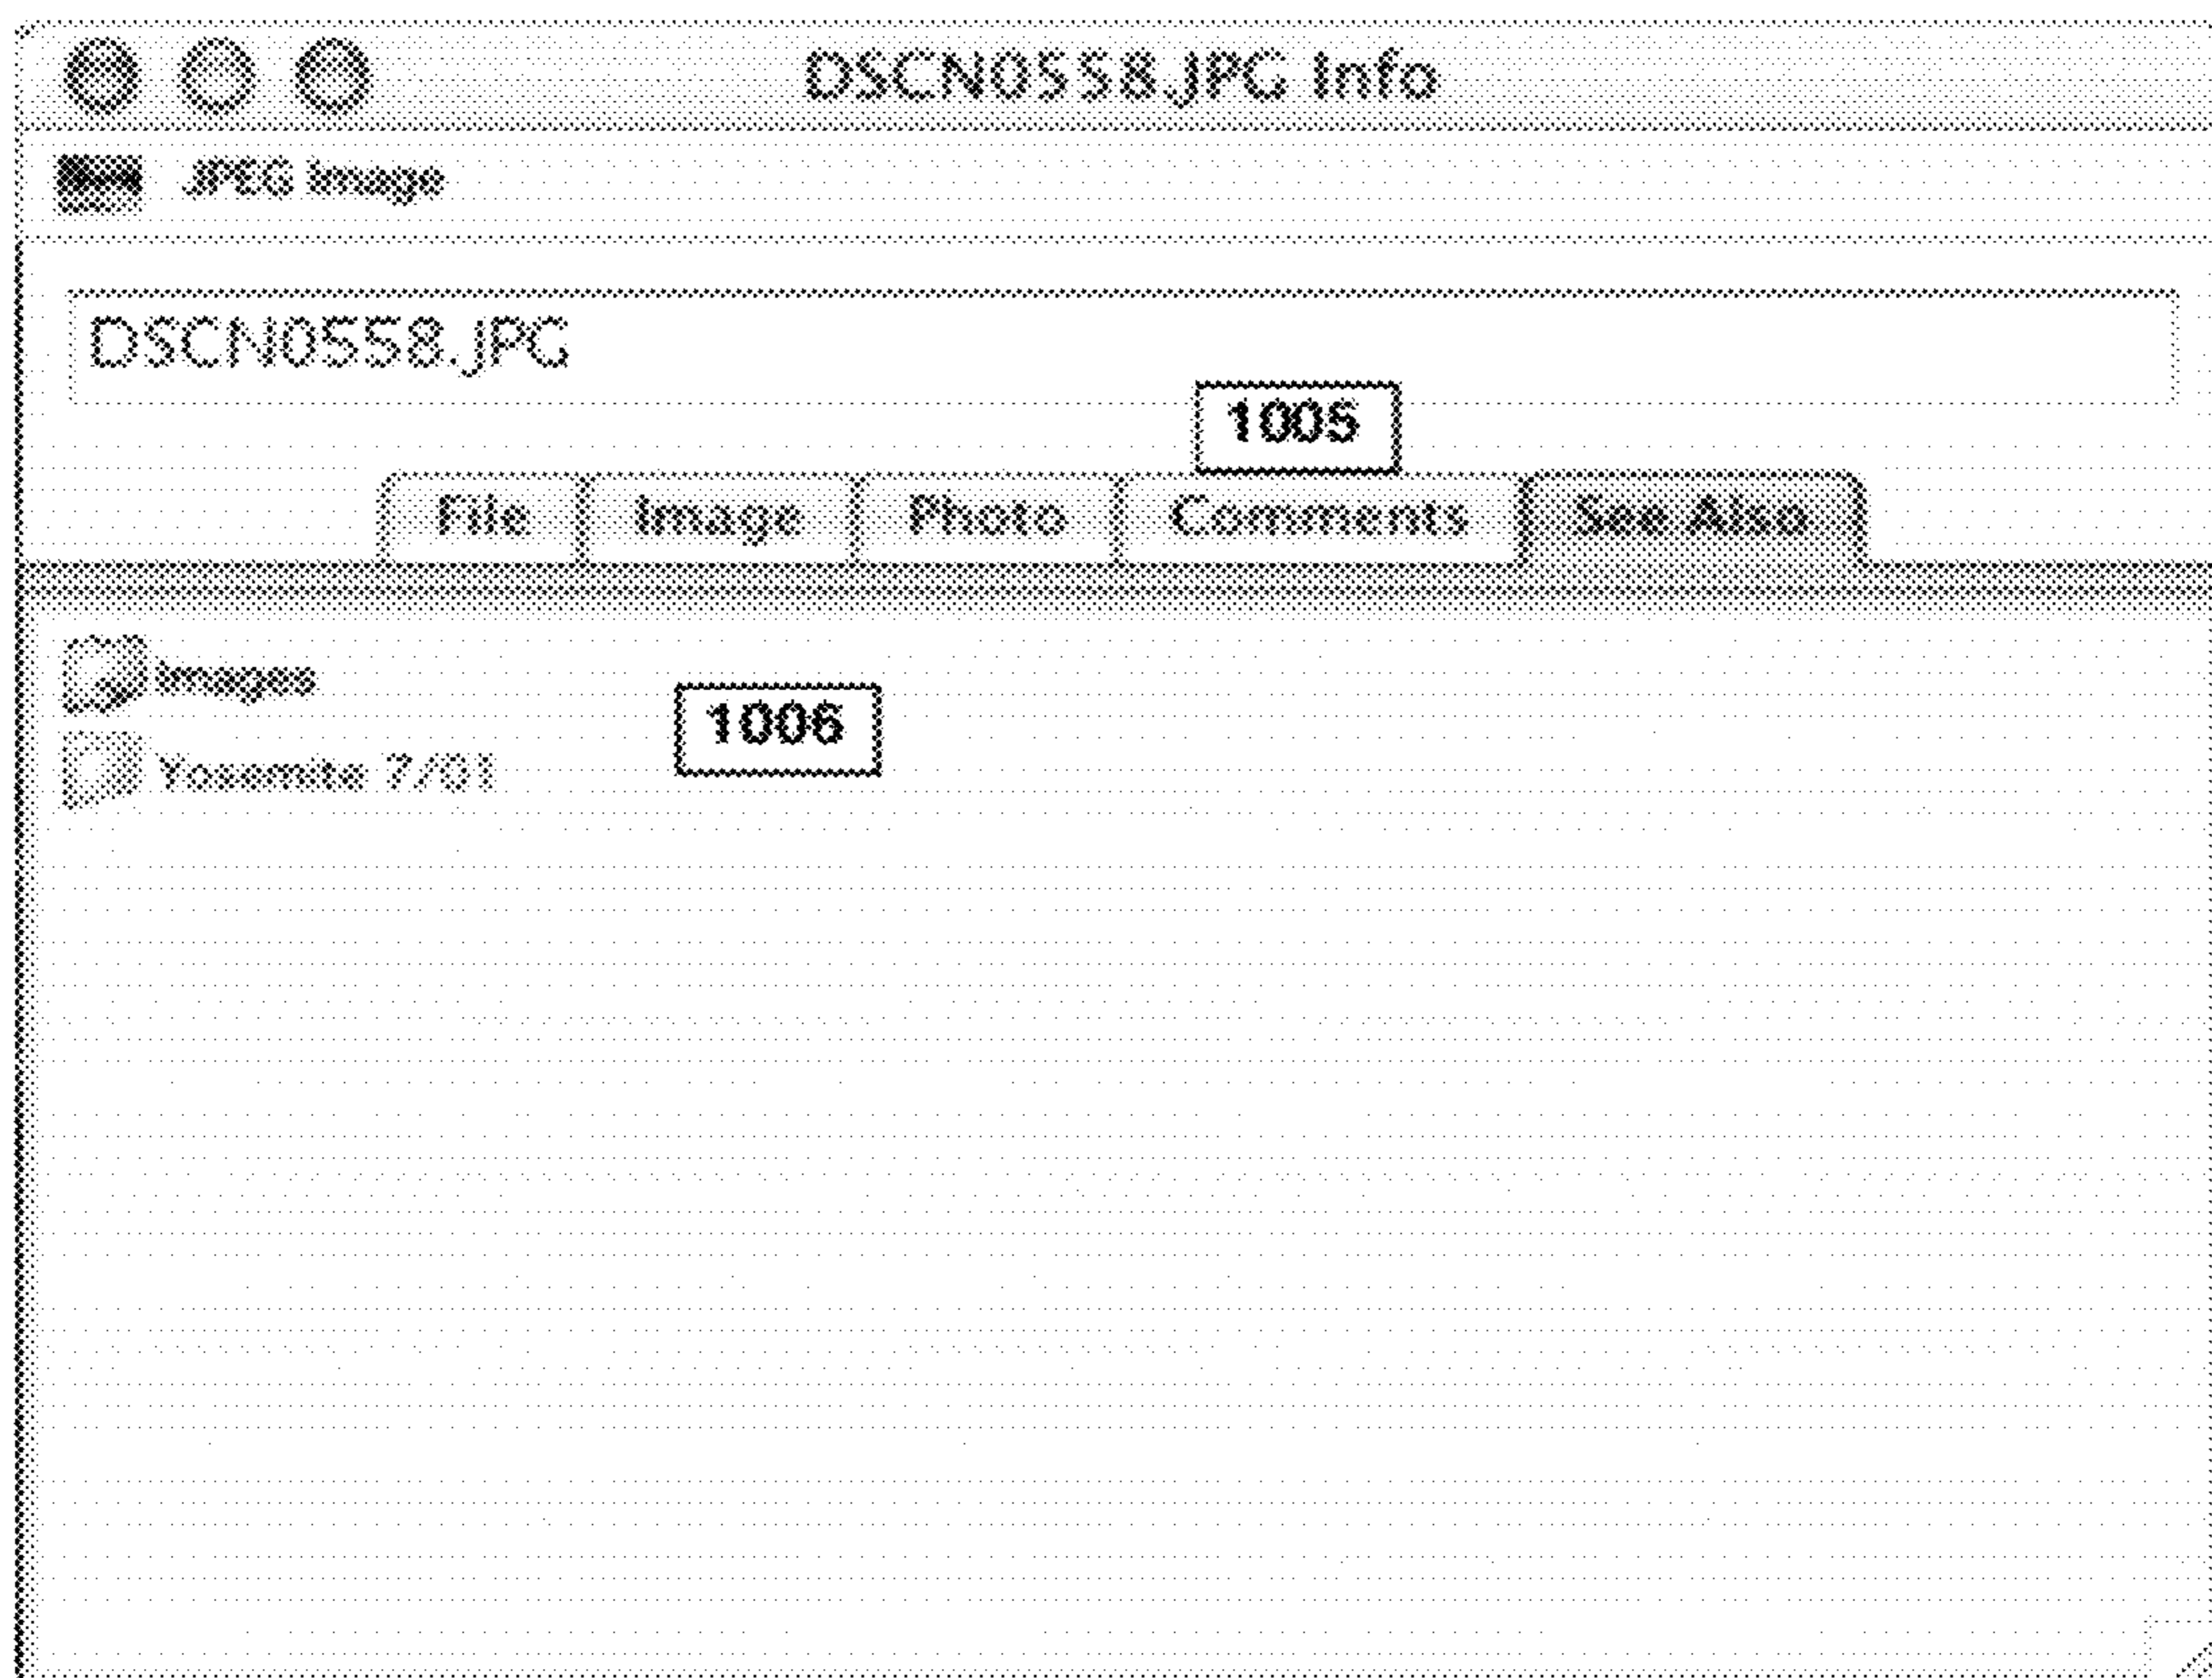 DSCN0558.JPG Info
JPEG Image
DSCN0558.JPG
1005
File Image Photo Comments See Also
Images
1006
Yosemite 7/01